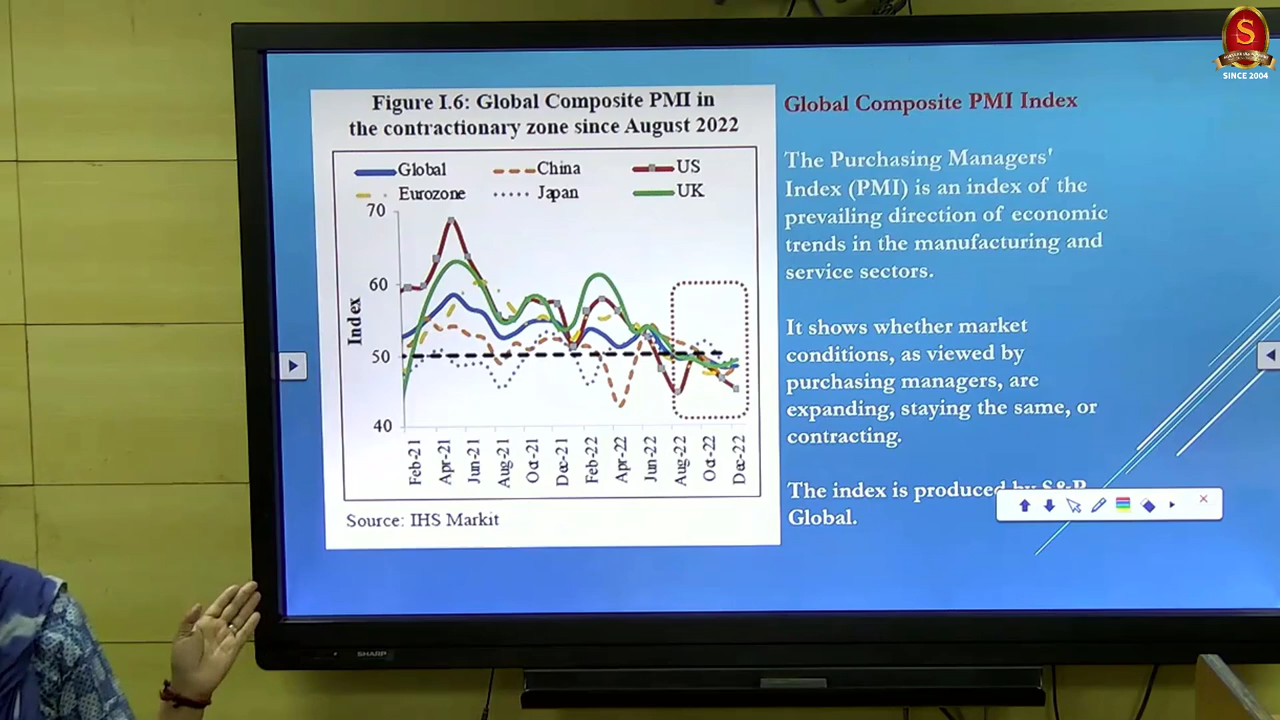 S
SINCE 2004
Figure I.6: Global Composite PMI in
the contractionary zone since August 2022
Global China US
Eurozone Japan UK
70
60
50
40
Index
Feb-21
Apr-21
Jun-21
Aug-21
Oct-21
Dec-21
Feb-22
Apr-22
Jun-22
Aug-22
Oct-22
Dec-22
Source: IHS Markit
Global Composite PMI Index
The Purchasing Managers'
Index (PMI) is an index of the
prevailing direction of economic
trends in the manufacturing and
service sectors.
It shows whether market
conditions, as viewed by
purchasing managers, are
expanding, staying the same, or
contracting.
The index is produced by S&P
Global.
SHARP